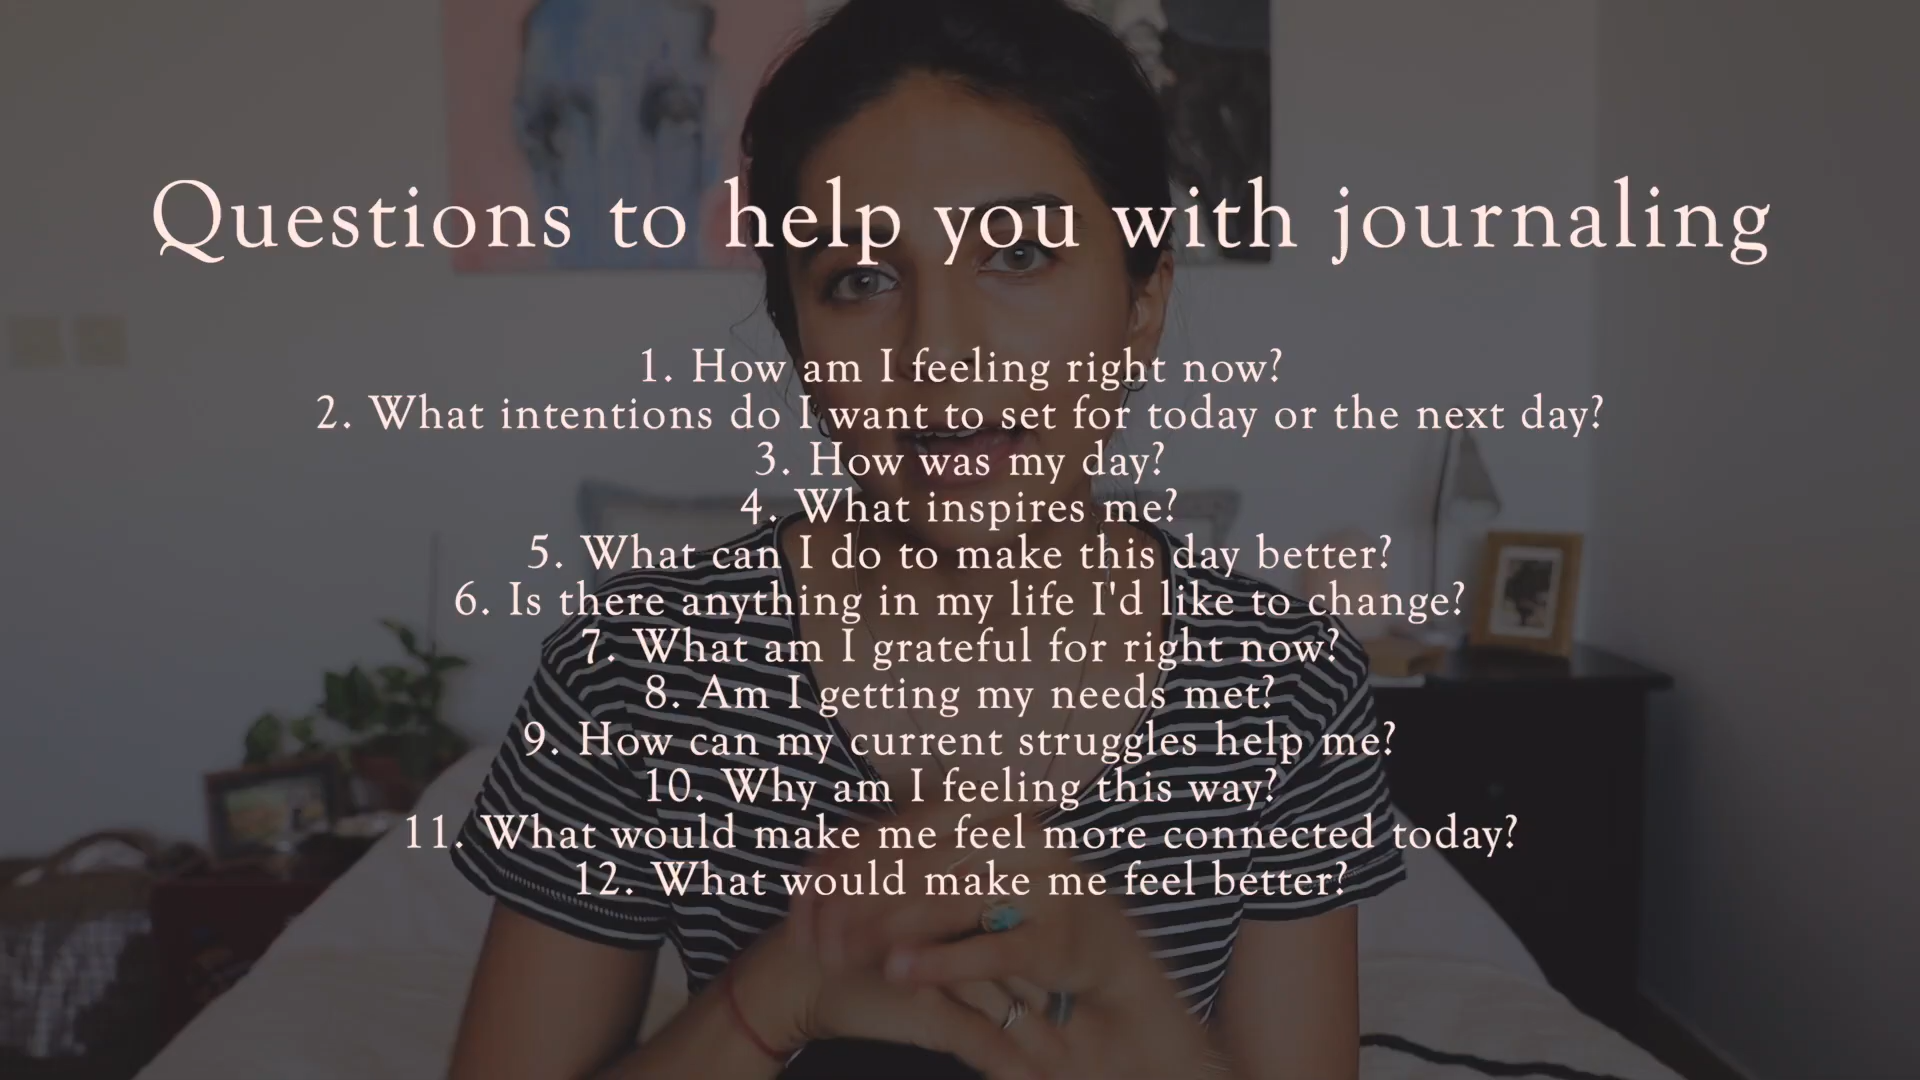 Questions to help you with journaling
1. How am I feeling right now?
2. What intentions do I want to set for today or the next day?
3. How was my day?
4. What inspires me?
5. What can I do to make this day better?
6. Is there anything in my life I'd like to change?
7. What am I grateful for right now?
8. Am I getting my needs met?
9. How can my current struggles help me?
10. Why am I feeling this way?
11. What would make me feel more connected today?
12. What would make me feel better?